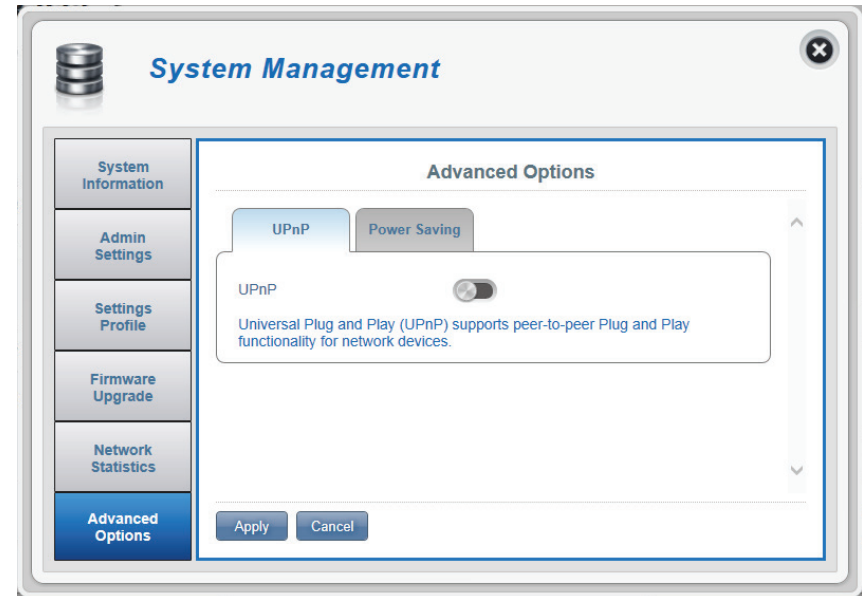 System Management
System
Information
Admin
Settings
Settings
Profile
Firmware
Upgrade
Network
Statistics
Advanced
Options
Advanced Options
UPnP
Power Saving
UPnP
Universal Plug and Play (UPnP) supports peer-to-peer Plug and Play
functionality for network devices.
Apply
Cancel